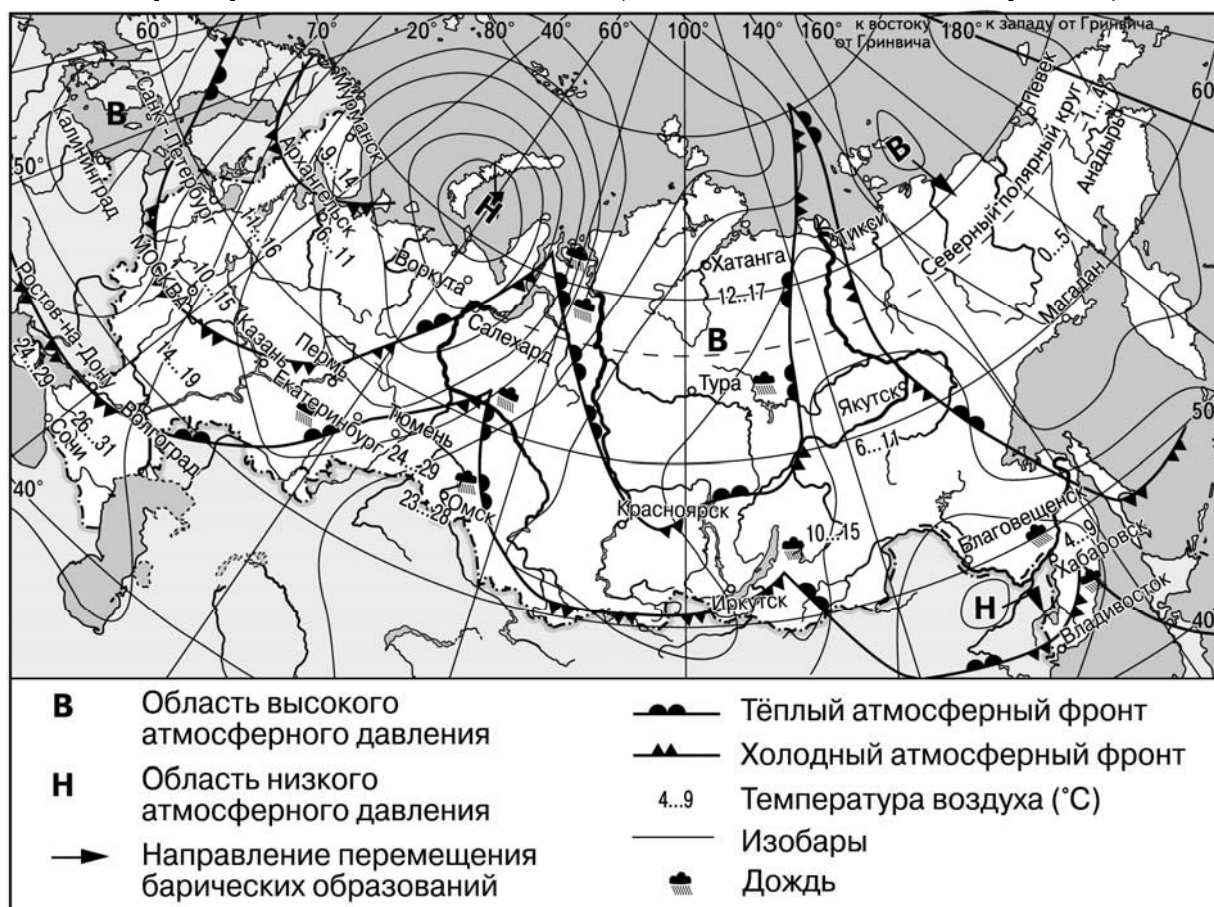 60° 70° 80° 20° 40° 60° 100° 140° 160° 180°
к востоку от Гринвича
к западу от Гринвича
60°
50°
40°
50°
40°
В
Калининград
Санкт-Петербург
Мурманск
9...14
Архангельск
11...16
6...11
Н
Воркута
МОСКВА
10...15
Казань
Пермь
Салехард
14...19
Екатеринбург
Тюмень
24...29
Ростов-на-Дону
24...29
Волгоград
26...31
Сочи
Омск
23...28
Хатанга
12...17
В
Тура
Красноярск
Иркутск
10...15
Тикси
Якутск
6...11
В
Певек
Северный полярный круг
1...4
Анадырь
0...5
Магадан
Благовещенск
4...9
Хабаровск
Н
Владивосток
В Область высокого
атмосферного давления
Н Область низкого
атмосферного давления
Направление перемещения
барических образований
Тёплый атмосферный фронт
Холодный атмосферный фронт
4...9 Температура воздуха (°С)
Изобары
Дождь